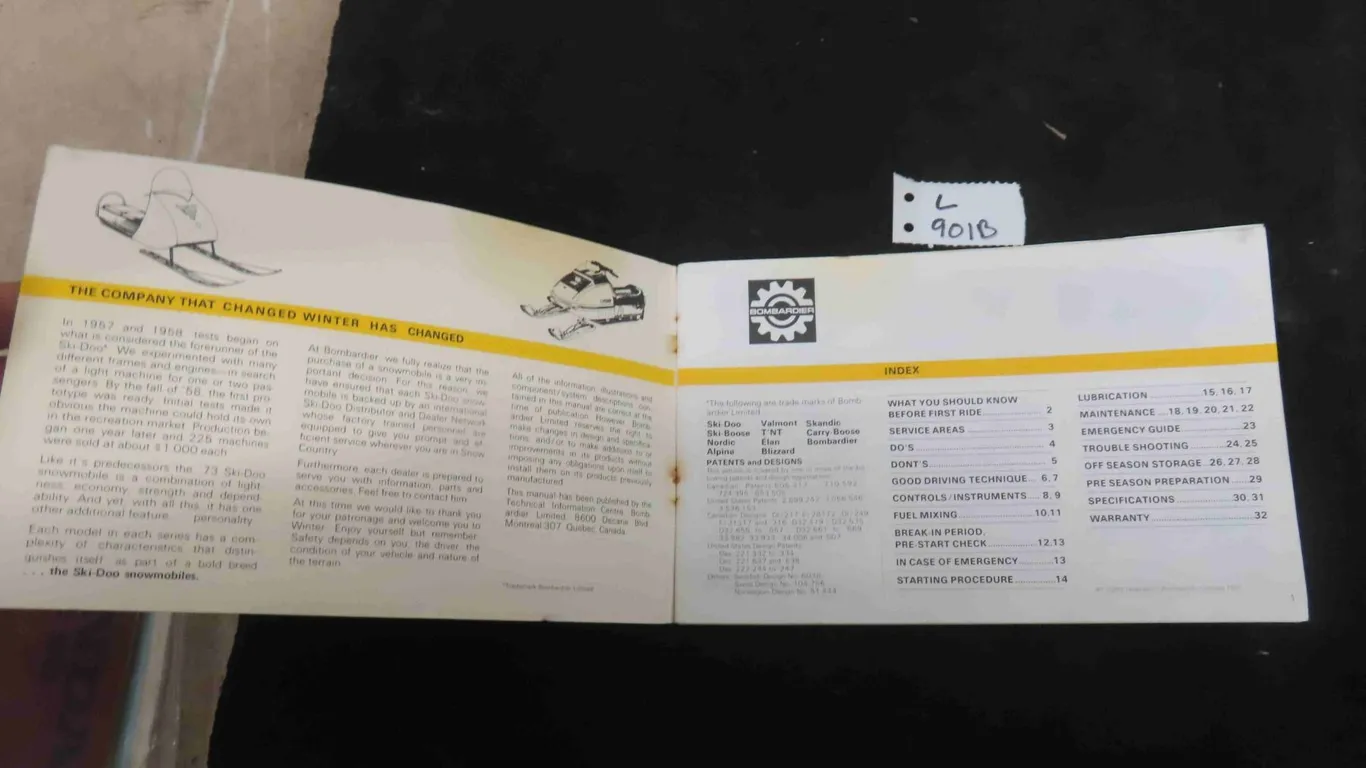 L
901B
THE COMPANY THAT CHANGED WINTER HAS CHANGED
In 1957 and 1958 tests began on
what is considered the forerunner of the
Ski-Doo*. We experimented with many
different frames and engines—in search
of a light machine for one or two pas-
sengers. By the fall of '58, the first pro-
totype was ready. Initial tests made it
obvious the machine could hold its own
in the recreation market. Production be-
gan one year later and 225 machines
were sold at about $1,000 each
Like it's predecessors the '73 Ski-Doo
snowmobile is a combination of light-
ness, economy, strength and depend-
ability. And yet, with all this, it has one
other additional feature personality
Each model in each series has a com-
plexity of characteristics that distin-
guishes itself as part of a bold breed
. . . the Ski-Doo snowmobiles.
At Bombardier we fully realize that the
purchase of a snowmobile is a very im-
portant decision. For this reason, we
have ensured that each Ski-Doo snow-
mobile is backed up by an international
Ski-Doo Distributor and Dealer Network
whose factory trained personnel are
equipped to give you prompt and ef-
ficient service wherever you are in Snow
Country
Furthermore, each dealer is prepared to
serve you with information, parts and
accessories. Feel free to contact him.
At this time we would like to thank you
for your patronage and welcome you to
Winter. Enjoy yourself but remember
Safety depends on you, the driver, the
condition of your vehicle and nature of
the terrain.
All of the information, illustrations and
component/system descriptions con-
tained in this manual are correct at the
time of publication. However, Bomb-
ardier Limited reserves the right to
make changes in design and specifica-
tions, and/or to make additions to or
improvements in its products without
imposing any obligations upon itself to
install them on its products previously
manufactured.
This manual has been published by the
Technical Information Centre, Bomb-
ardier Limited, 8600 Decarie Blvd.
Montreal 307, Quebec, Canada.
*Trademark Bombardier Limited
BOMBARDIER
INDEX
*The following are trade marks of Bomb-
ardier Limited
Ski-Doo Valmont Skandic
Ski-Boose T'NT Carry-Boose
Nordic Elan Bombardier
Alpine Blizzard
PATENTS and DESIGNS
United States Design Patents
WHAT YOU SHOULD KNOW
BEFORE FIRST RIDE 2
SERVICE AREAS 3
DO'S 4
DONT'S 5
GOOD DRIVING TECHNIQUE 6, 7
CONTROLS/INSTRUMENTS 8, 9
FUEL MIXING 10,11
BREAK-IN PERIOD,
PRE-START CHECK 12,13
IN CASE OF EMERGENCY 13
STARTING PROCEDURE 14
LUBRICATION 15, 16, 17
MAINTENANCE 18, 19, 20, 21, 22
EMERGENCY GUIDE 23
TROUBLE SHOOTING 24, 25
OFF SEASON STORAGE 26, 27, 28
PRE SEASON PREPARATION 29
SPECIFICATIONS 30, 31
WARRANTY 32
1